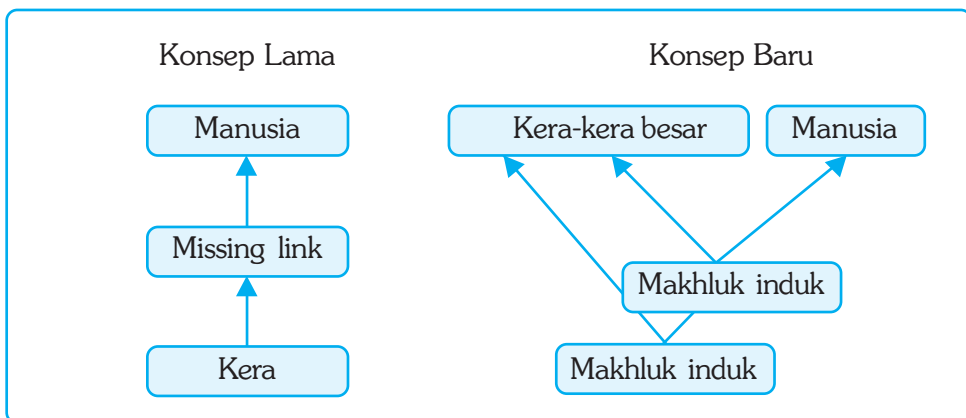 Konsep Lama
Manusia
Missing link
Kera
Konsep Baru
Kera-kera besar
Manusia
Makhluk induk
Makhluk induk